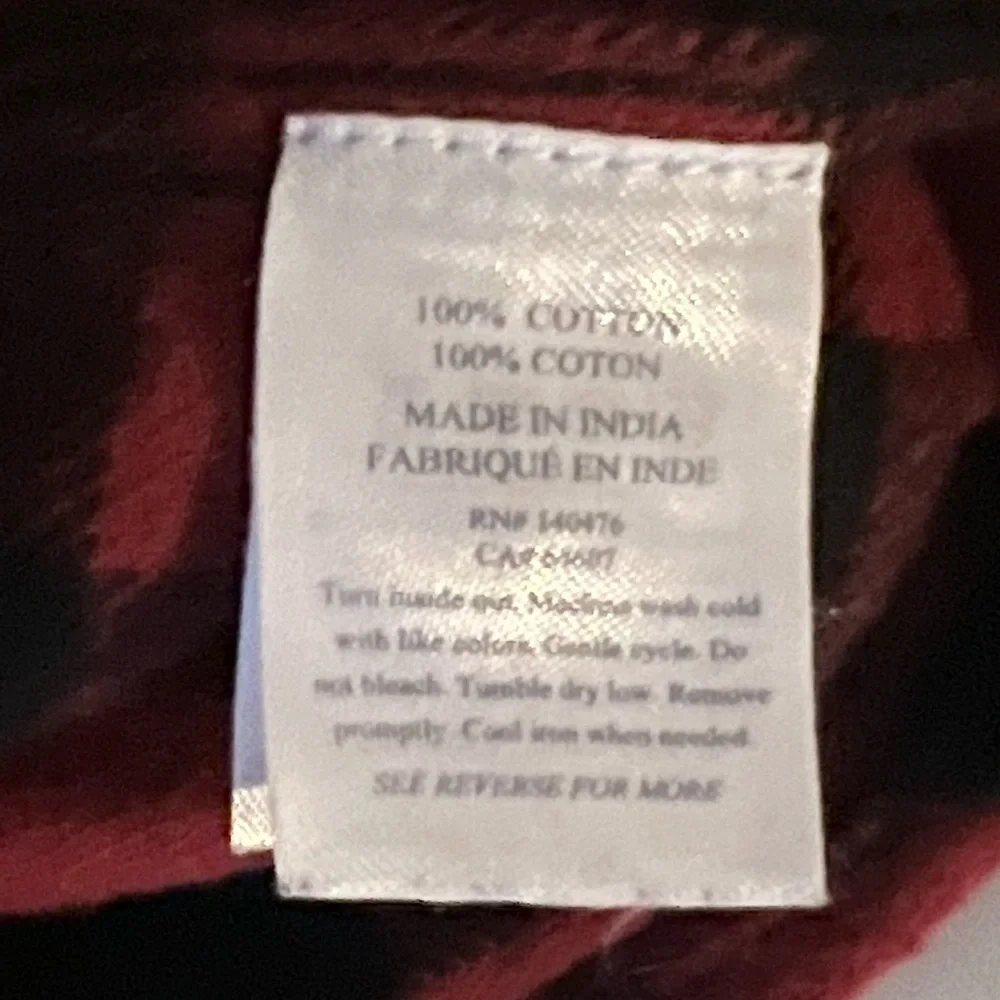 100% COTTON
100% COTON
MADE IN INDIA
FABRIQUÉ EN INDE
RN# 140476
CA#
Turn inside out. Machine wash cold
with like colors. Gentle cycle. Do
not bleach. Tumble dry low. Remove
promptly. Cool iron when needed.
SEE REVERSE FOR MORE